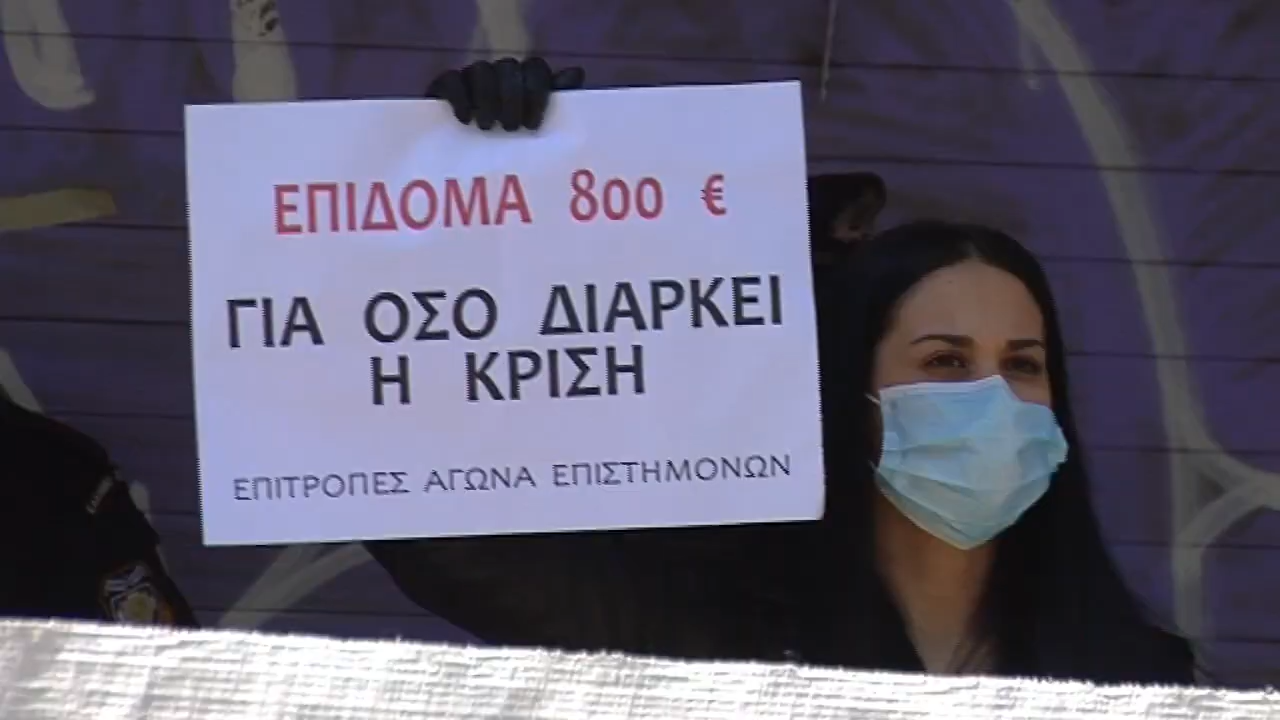 ΕΠΙΔΟΜΑ 800 €
ΓΙΑ ΟΣΟ ΔΙΑΡΚΕΙ
Η ΚΡΙΣΗ
ΕΠΙΤΡΟΠΕΣ ΑΓΩΝΑ ΕΠΙΣΤΗΜΟΝΩΝ